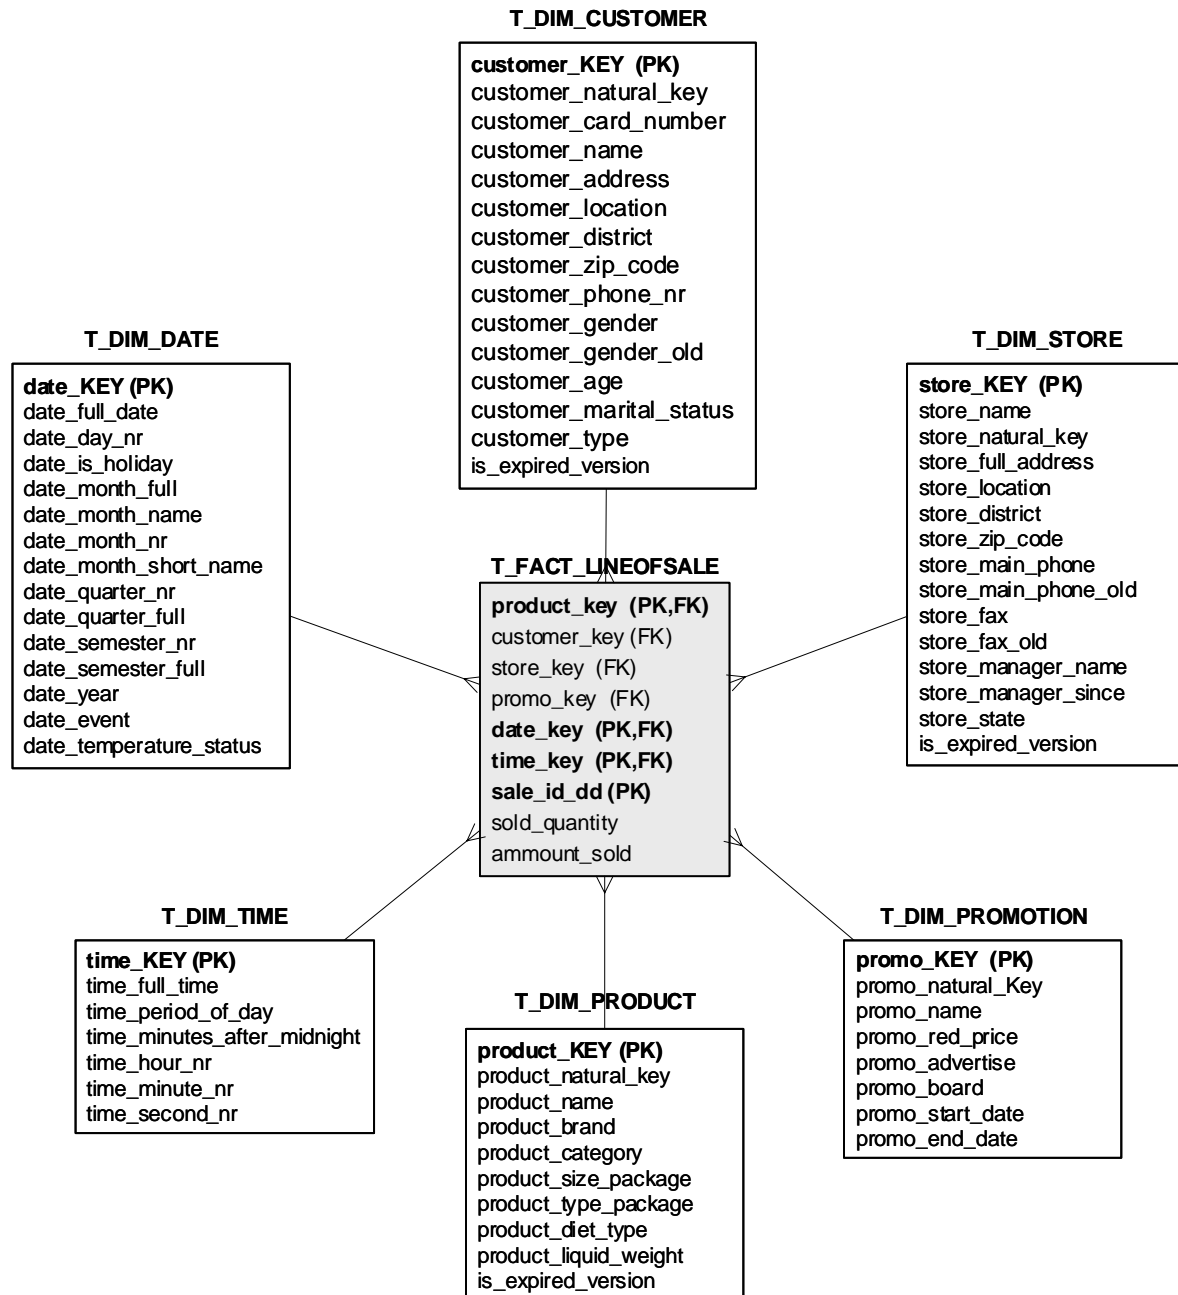 T_DIM_CUSTOMER
customer_KEY (PK)
customer_natural_key
customer_card_number
customer_name
customer_address
customer_location
customer_district
customer_zip_code
customer_phone_nr
customer_gender
customer_gender_old
customer_age
customer_marital_status
customer_type
is_expired_version
T_DIM_DATE
date_KEY (PK)
date_full_date
date_day_nr
date_is_holiday
date_month_full
date_month_name
date_month_nr
date_month_short_name
date_quarter_nr
date_quarter_full
date_semester_nr
date_semester_full
date_year
date_event
date_temperature_status
T_DIM_STORE
store_KEY (PK)
store_name
store_natural_key
store_full_address
store_location
store_district
store_zip_code
store_main_phone
store_main_phone_old
store_fax
store_fax_old
store_manager_name
store_manager_since
store_state
is_expired_version
T_FACT_LINEOFSALE
product_key (PK,FK)
customer_key (FK)
store_key (FK)
promo_key (FK)
date_key (PK,FK)
time_key (PK,FK)
sale_id_dd (PK)
sold_quantity
ammount_sold
T_DIM_TIME
time_KEY (PK)
time_full_time
time_period_of_day
time_minutes_after_midnight
time_hour_nr
time_minute_nr
time_second_nr
T_DIM_PRODUCT
product_KEY (PK)
product_natural_key
product_name
product_brand
product_category
product_size_package
product_type_package
product_diet_type
product_liquid_weight
is_expired_version
T_DIM_PROMOTION
promo_KEY (PK)
promo_natural_Key
promo_name
promo_red_price
promo_advertise
promo_board
promo_start_date
promo_end_date